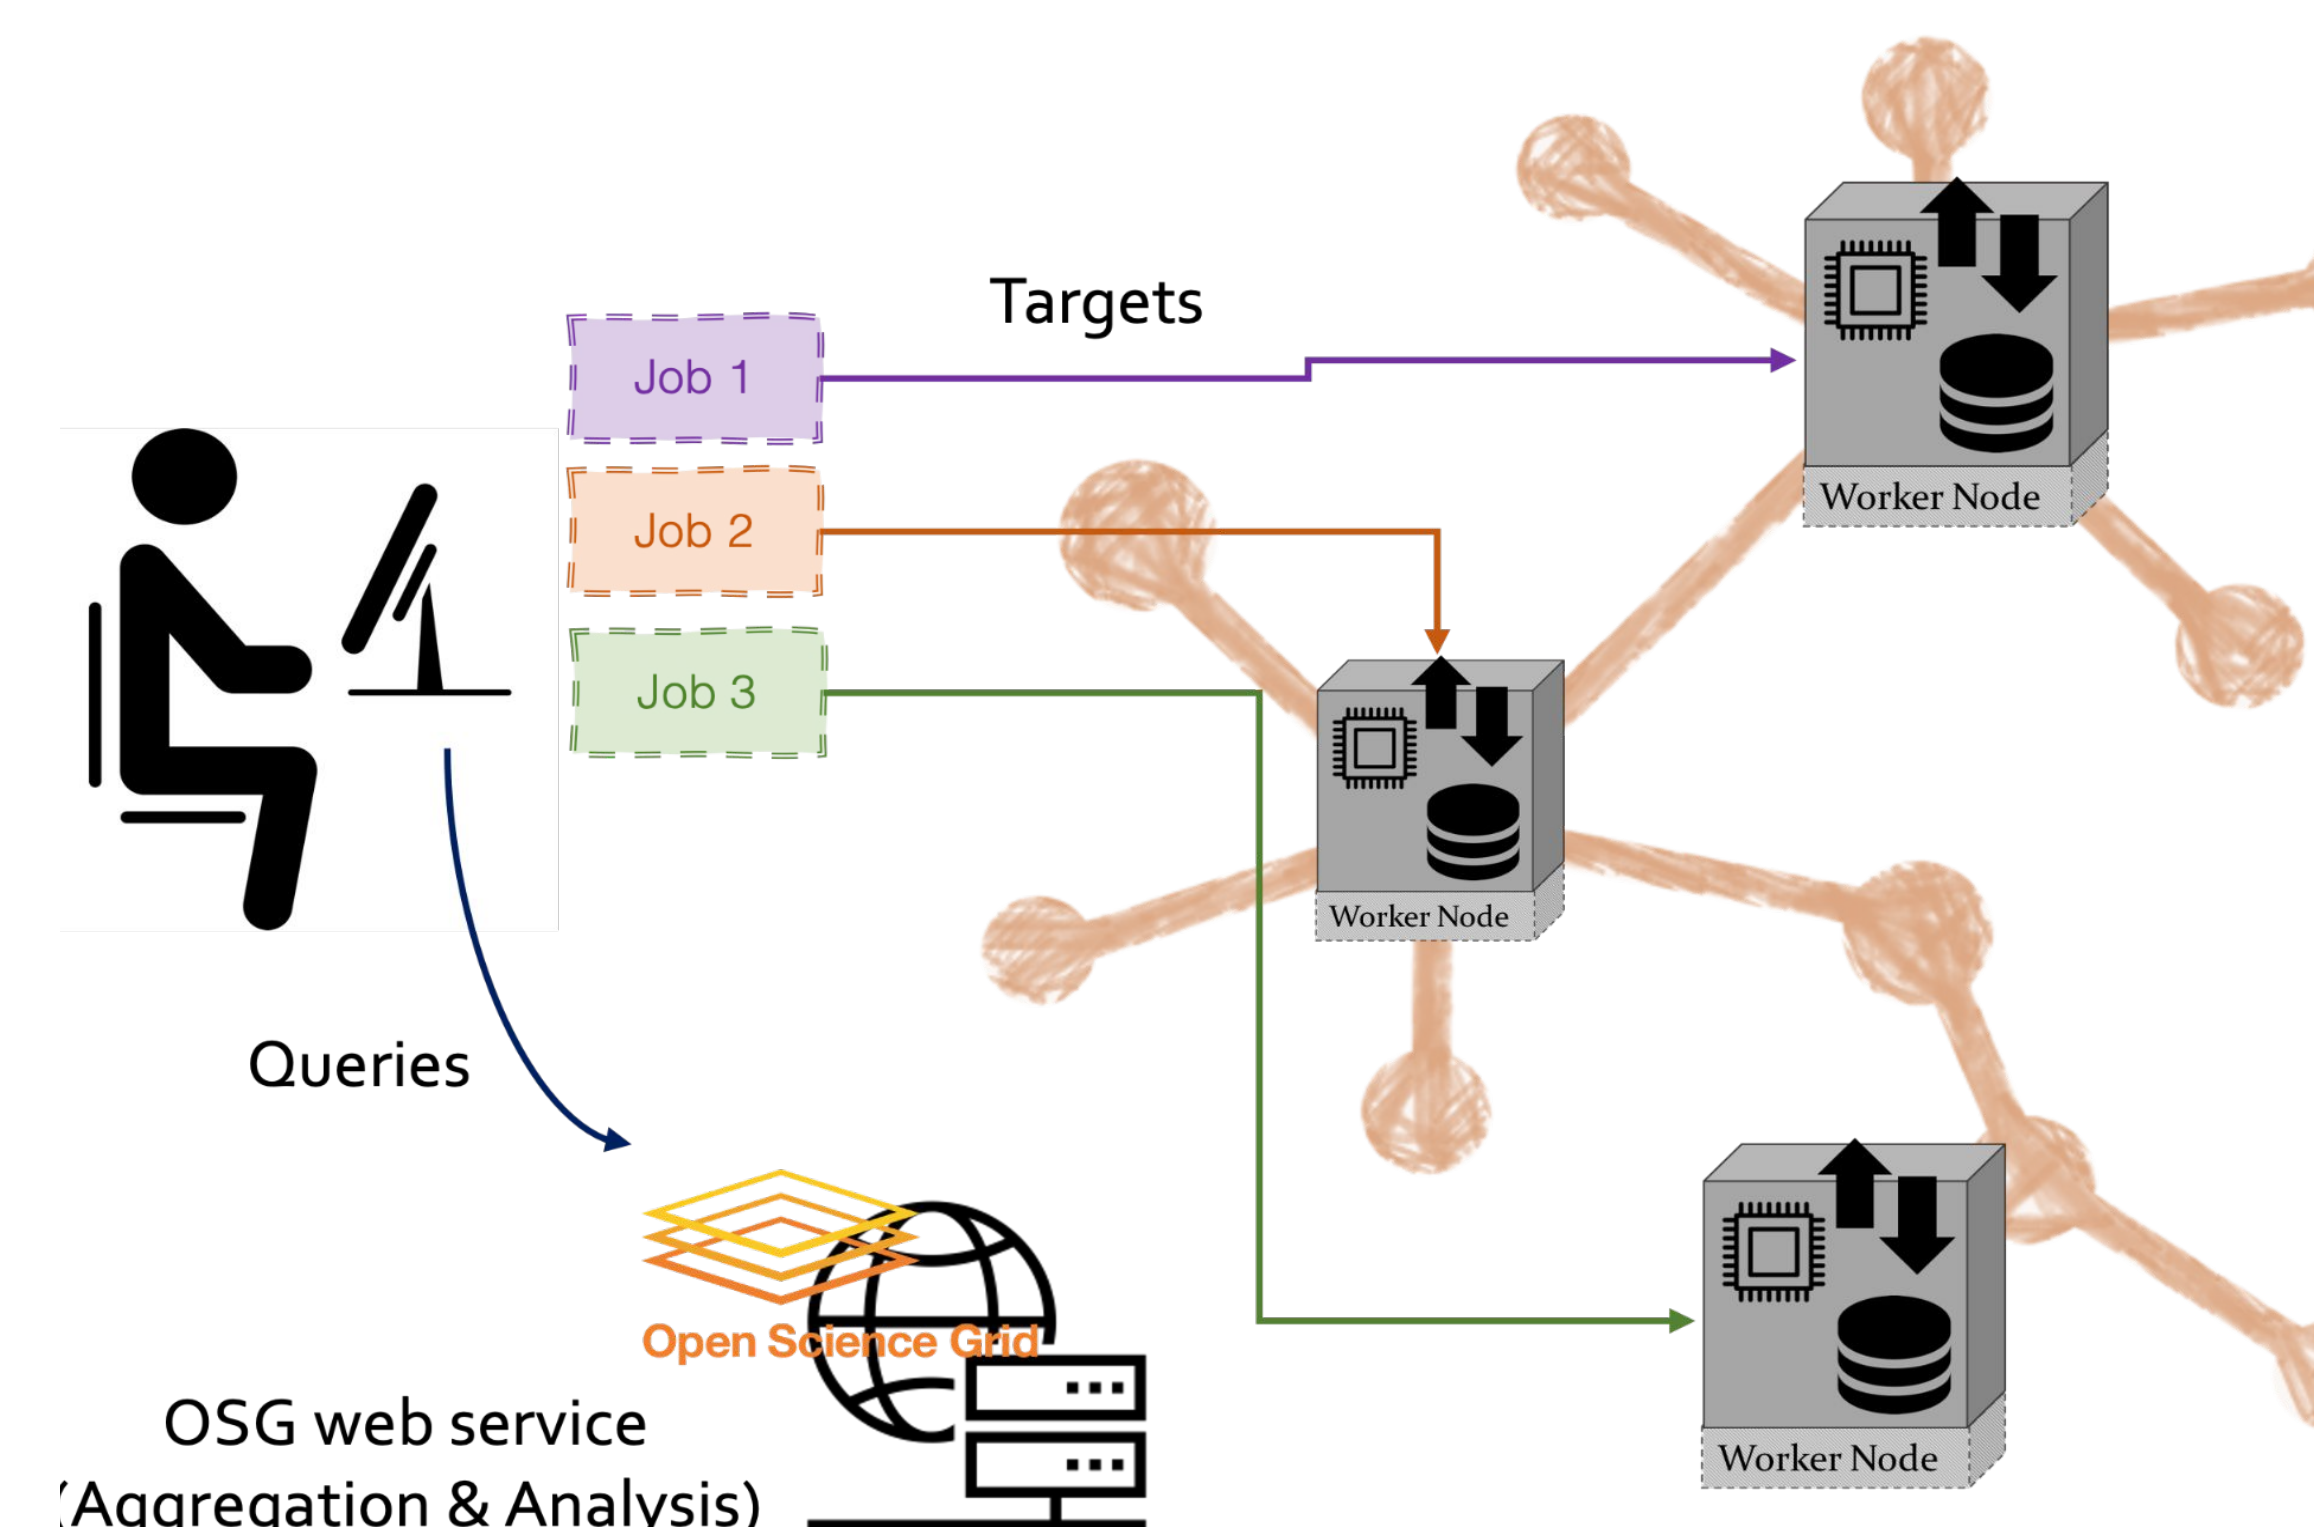 Targets
Job 1
Job 2
Job 3
Worker Node
Worker Node
Queries
Open Science Grid
OSG web service
(Aggregation & Analysis)
Worker Node